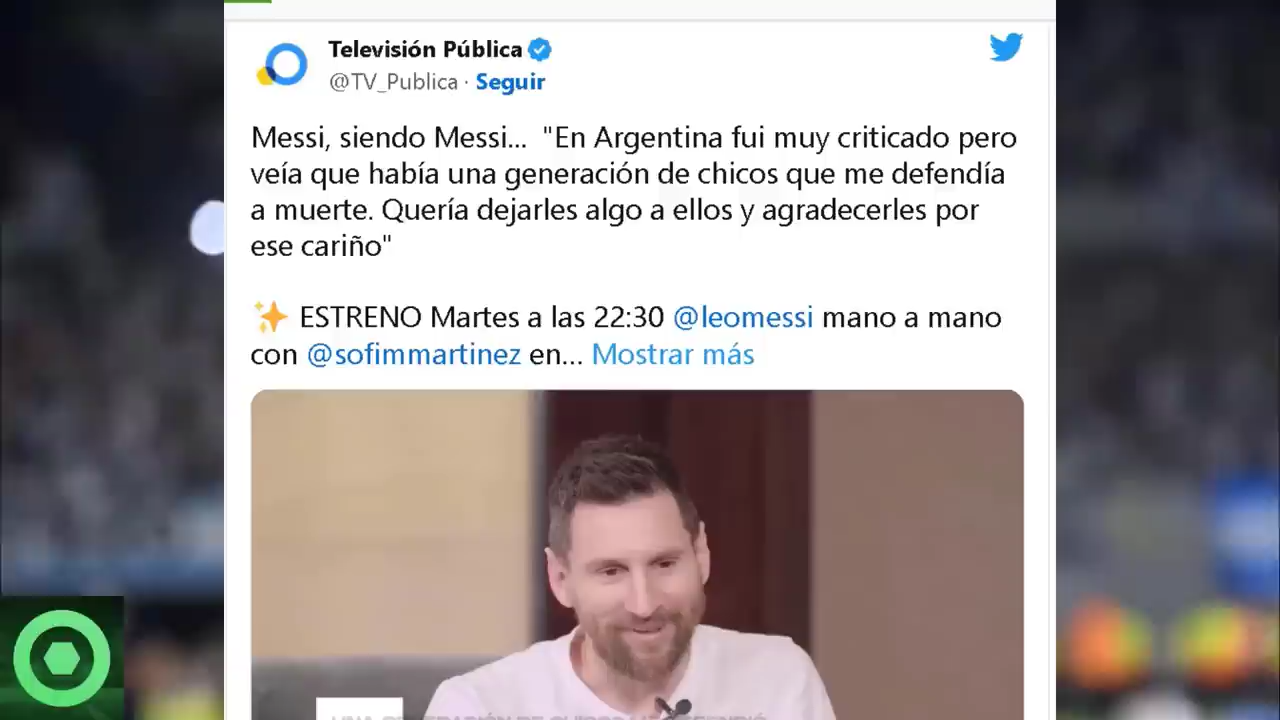 Televisión Pública
@TV_Publica · Seguir
Messi, siendo Messi... "En Argentina fui muy criticado pero
veía que había una generación de chicos que me defendía
a muerte. Quería dejarles algo a ellos y agradecerles por
ese cariño"
✨ ESTRENO Martes a las 22:30 @leomessi mano a mano
con @sofimmartinez en... Mostrar más